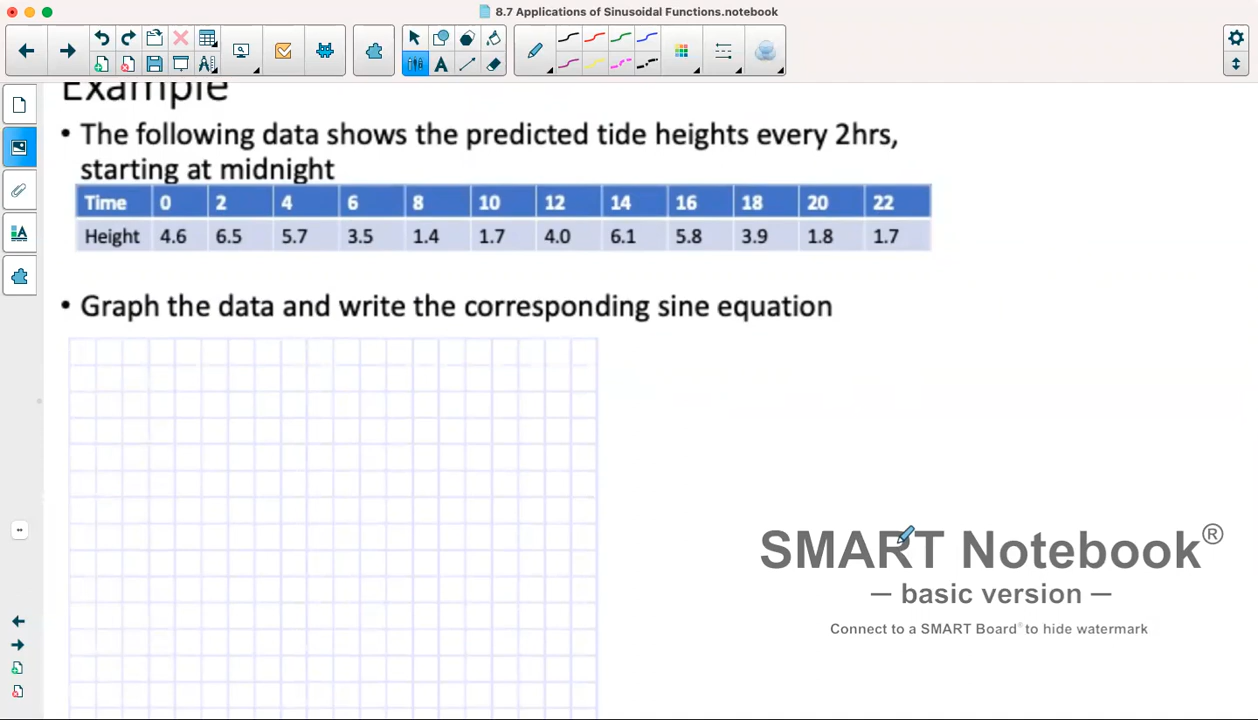 8.7 Applications of Sinusoidal Functions.notebook
Example
• The following data shows the predicted tide heights every 2hrs,
starting at midnight
Time 0 2 4 6 8 10 12 14 16 18 20 22
Height 4.6 6.5 5.7 3.5 1.4 1.7 4.0 6.1 5.8 3.9 1.8 1.7
• Graph the data and write the corresponding sine equation
SMART Notebook®
— basic version —
Connect to a SMART Board® to hide watermark